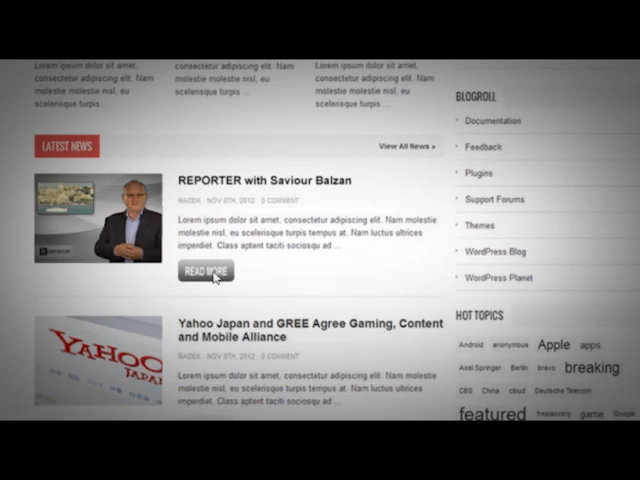 Lorem ipsum dolor sit amet,
consectetur adipiscing elit. Nam
molestie molestie nisl, eu
scelerisque turpis
consectetur adipiscing elit. Nam
molestie molestie nisl, eu
scelerisque turpis ...
Lorem ipsum dolor sit amet,
consectetur adipiscing elit. Nam
molestie molestie nisl, eu
scelerisque turpis ...
LATEST NEWS
View All News »
REPORTER with Saviour Balzan
RADEK · NOV 8TH, 2012 · 0 COMMENT
Lorem ipsum dolor sit amet, consectetur adipiscing elit. Nam molestie
molestie nisl, eu scelerisque turpis tempus at. Nam luctus ultrices
imperdiet. Class aptent taciti sociosqu ad ...
READ MORE
REPORTER
Yahoo Japan and GREE Agree Gaming, Content
and Mobile Alliance
RADEK · NOV 8TH, 2012 · 0 COMMENT
Lorem ipsum dolor sit amet, consectetur adipiscing elit. Nam molestie
molestie nisl, eu scelerisque turpis tempus at. Nam luctus ultrices
imperdiet. Class aptent taciti sociosqu ad ...
YAHOO
JAPAN
BLOGROLL
Documentation
Feedback
Plugins
Support Forums
Themes
WordPress Blog
WordPress Planet
HOT TOPICS
Android anonymous Apple apps
Axel Springer Berlin bravo breaking
CBS China cloud Deutsche Telecom
featured freelancing game Google